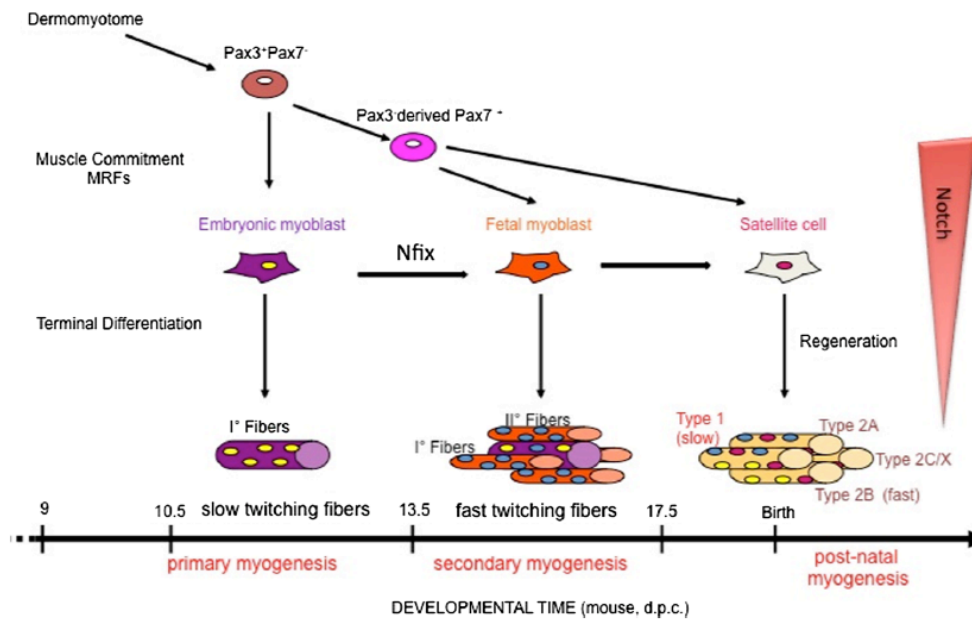 Dermomyotome
Pax3⁺Pax7⁻
Pax3⁻derived Pax7 ⁺
Muscle Commitment
MRFs
Notch
Embryonic myoblast
Fetal myoblast
Satellite cell
Nfix
Terminal Differentiation
Regeneration
I° Fibers
II° Fibers
I° Fibers
Type 1
(slow)
Type 2A
Type 2C/X
Type 2B (fast)
9
10.5
slow twitching fibers
13.5
fast twitching fibers
17.5
Birth
primary myogenesis
secondary myogenesis
post-natal
myogenesis
DEVELOPMENTAL TIME (mouse, d.p.c.)